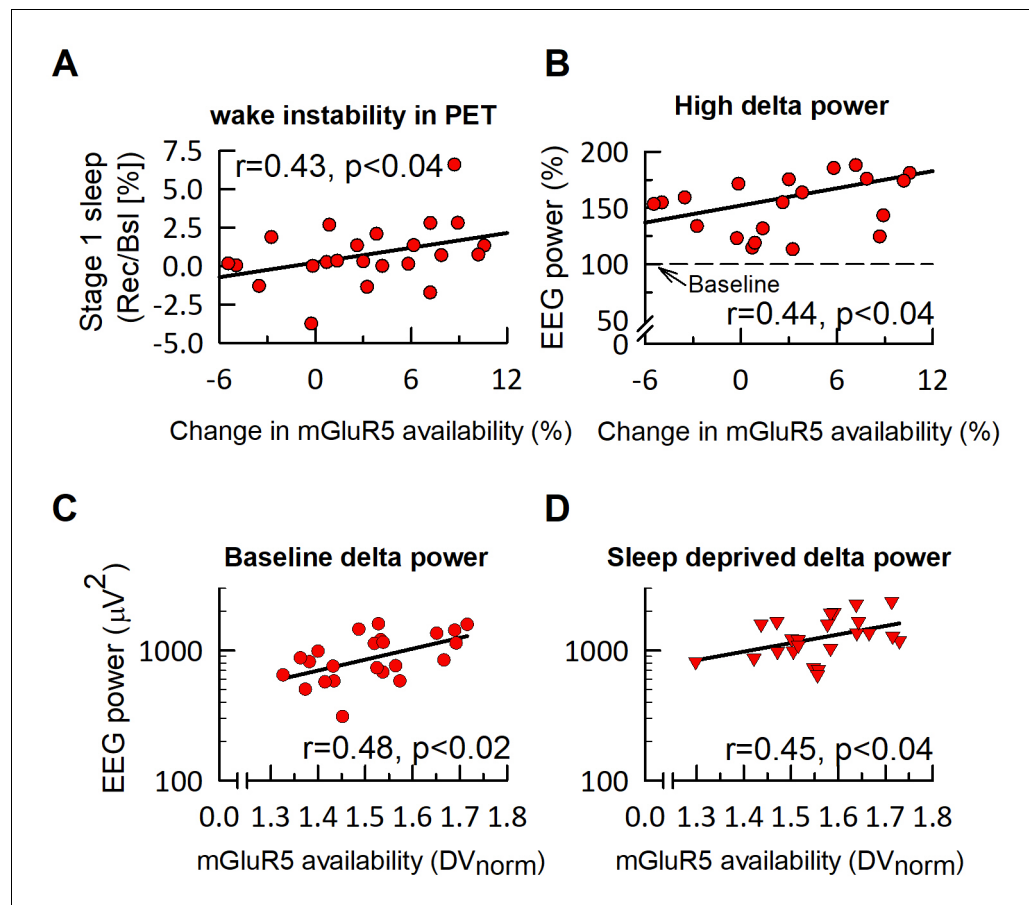 A
wake instability in PET
Stage 1 sleep
(Rec/Bsl [%])
7.5
5.0
2.5
0.0
-2.5
-5.0
r=0.43, p<0.04
-6
0
6
12
Change in mGluR5 availability (%)
B
High delta power
EEG power (%)
200
150
100
50
0
Baseline
r=0.44, p<0.04
-6
0
6
12
Change in mGluR5 availability (%)
C
Baseline delta power
EEG power (μV²)
1000
100
r=0.48, p<0.02
0.0 1.3 1.4 1.5 1.6 1.7 1.8
mGluR5 availability (DVnorm)
D
Sleep deprived delta power
1000
100
r=0.45, p<0.04
0.0 1.3 1.4 1.5 1.6 1.7 1.8
mGluR5 availability (DVnorm)